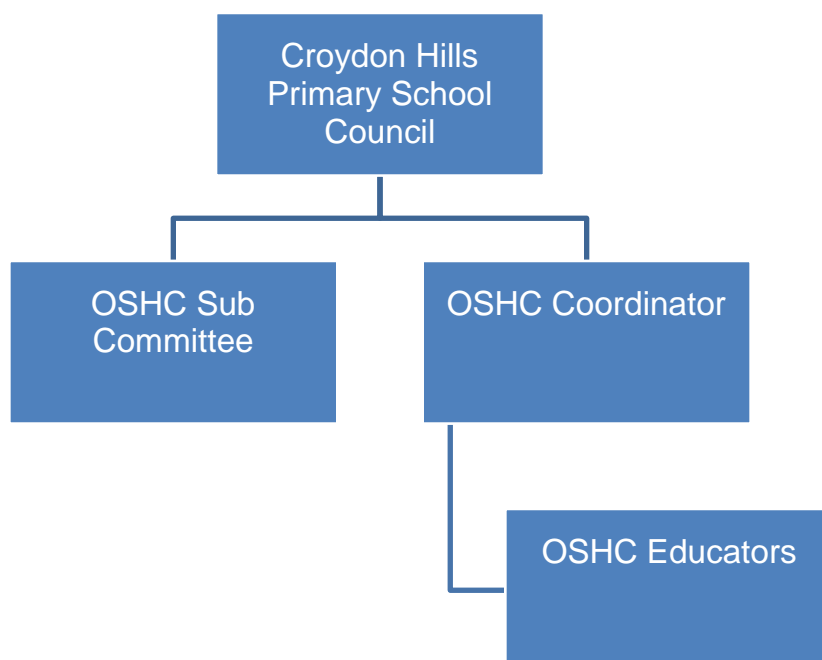 Croydon Hills
Primary School
Council
OSHC Sub
Committee
OSHC Coordinator
OSHC Educators